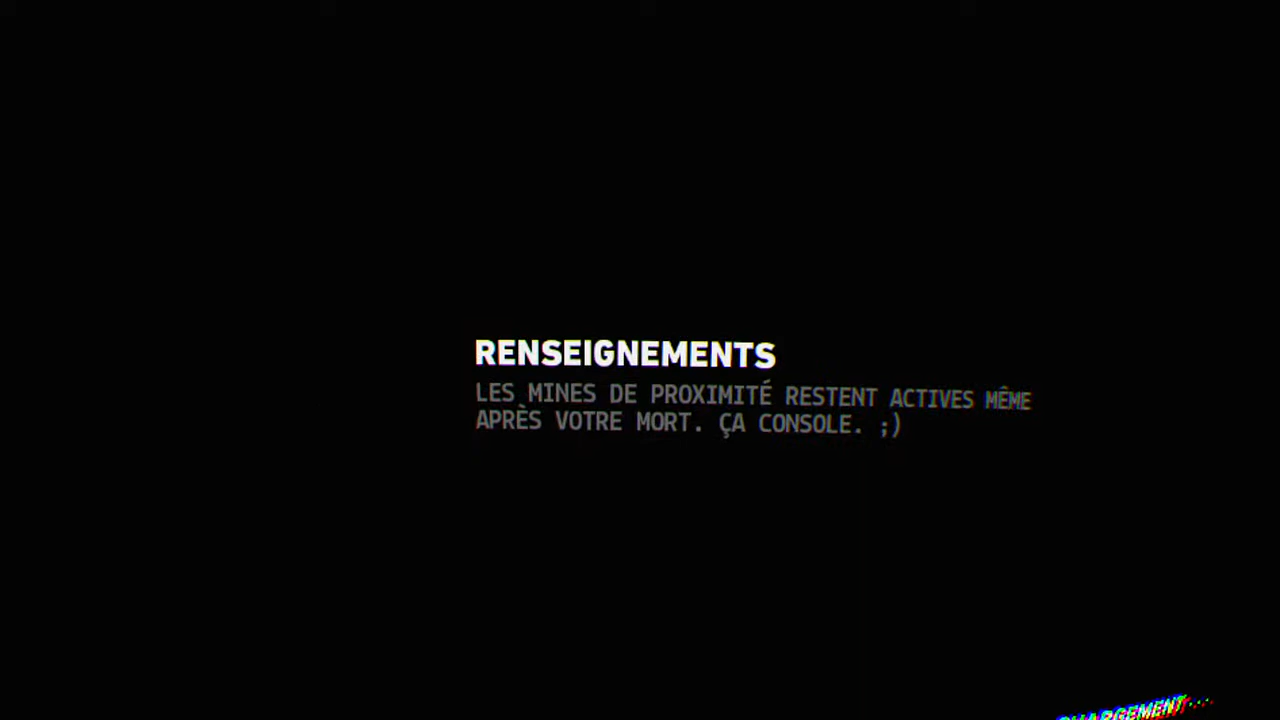 RENSEIGNEMENTS
LES MINES DE PROXIMITÉ RESTENT ACTIVES MÊME
APRÈS VOTRE MORT. ÇA CONSOLE. ;)
CHARGEMENT...